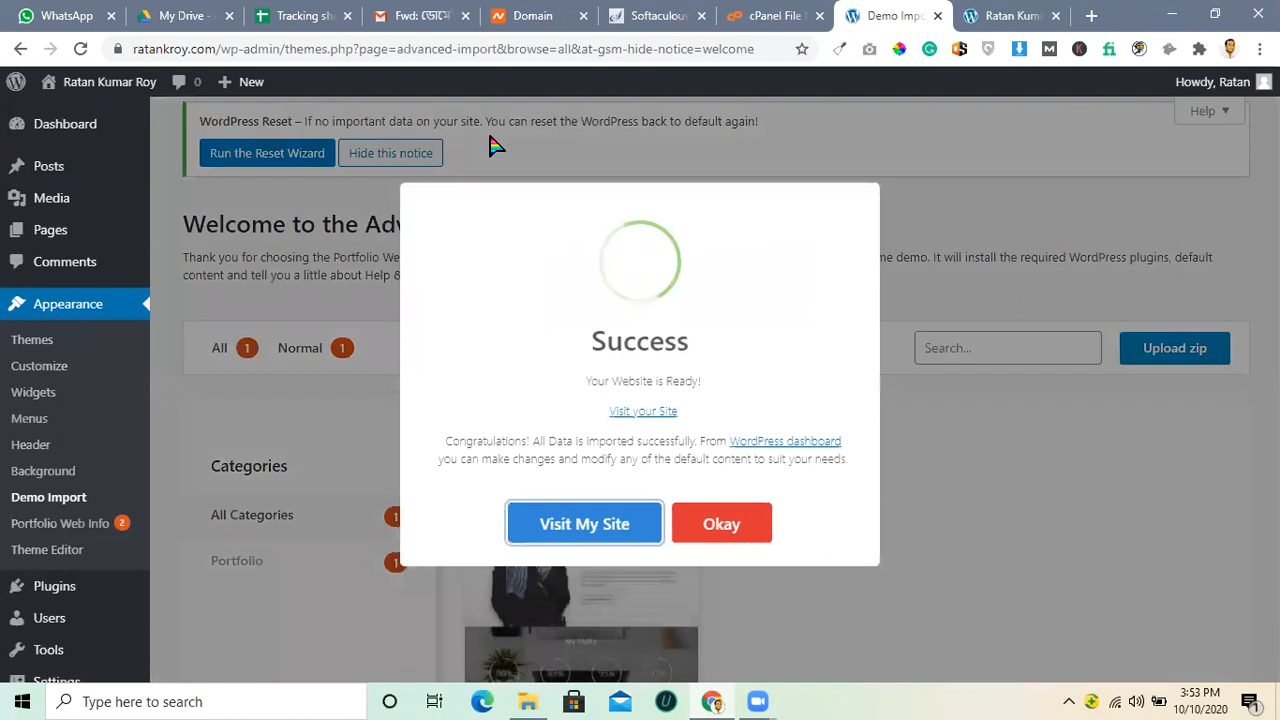 WhatsApp
My Drive -
Tracking sh
Domain
Softaculous
cPanel File
Demo Impo
Ratan Kuma
ratankroy.com/wp-admin/themes.php?page=advanced-import&browse=all&at-gsm-hide-notice=welcome
Ratan Kumar Roy
0
New
Howdy, Ratan
Dashboard
Posts
Media
Pages
Comments
Appearance
Themes
Customize
Widgets
Menus
Header
Background
Demo Import
Portfolio Web Info 2
Theme Editor
Plugins
Users
Tools
Settings
WordPress Reset – If no important data on your site. You can reset the WordPress back to default again!
Run the Reset Wizard
Hide this notice
Help
Welcome to the Adv
Thank you for choosing the Portfolio We
me demo. It will install the required WordPress plugins, default
content and tell you a little about Help &
All 1
Normal 1
Search...
Upload zip
Categories
All Categories 1
Portfolio 1
Success
Your Website is Ready!
Visit your Site
Congratulations! All Data is imported successfully. From WordPress dashboard
you can make changes and modify any of the default content to suit your needs.
Visit My Site
Okay
My Skills
90%
Type here to search
3:53 PM
10/10/2020
1